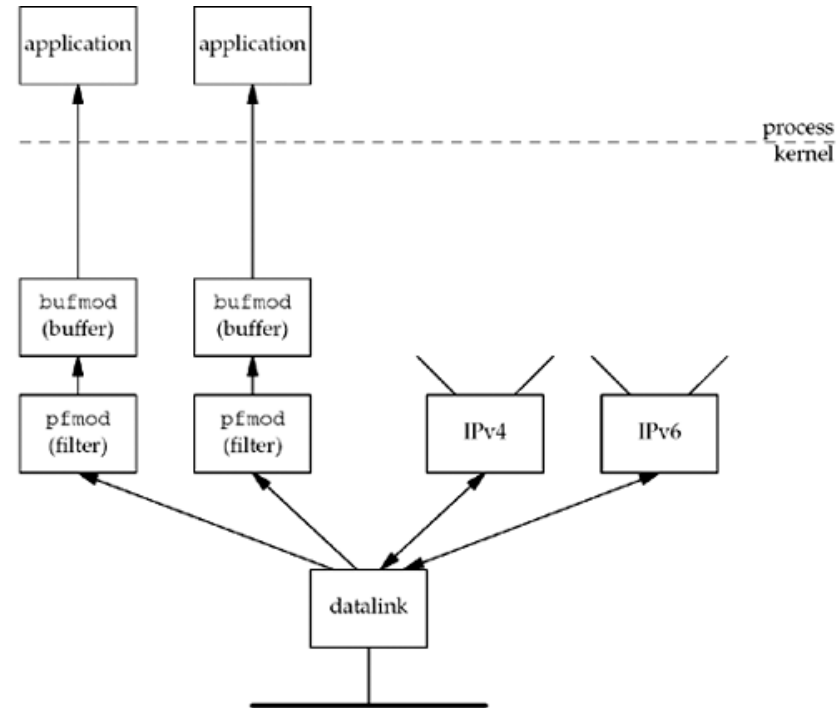 application
application
process
kernel
bufmod
(buffer)
bufmod
(buffer)
pfmod
(filter)
pfmod
(filter)
IPv4
IPv6
datalink